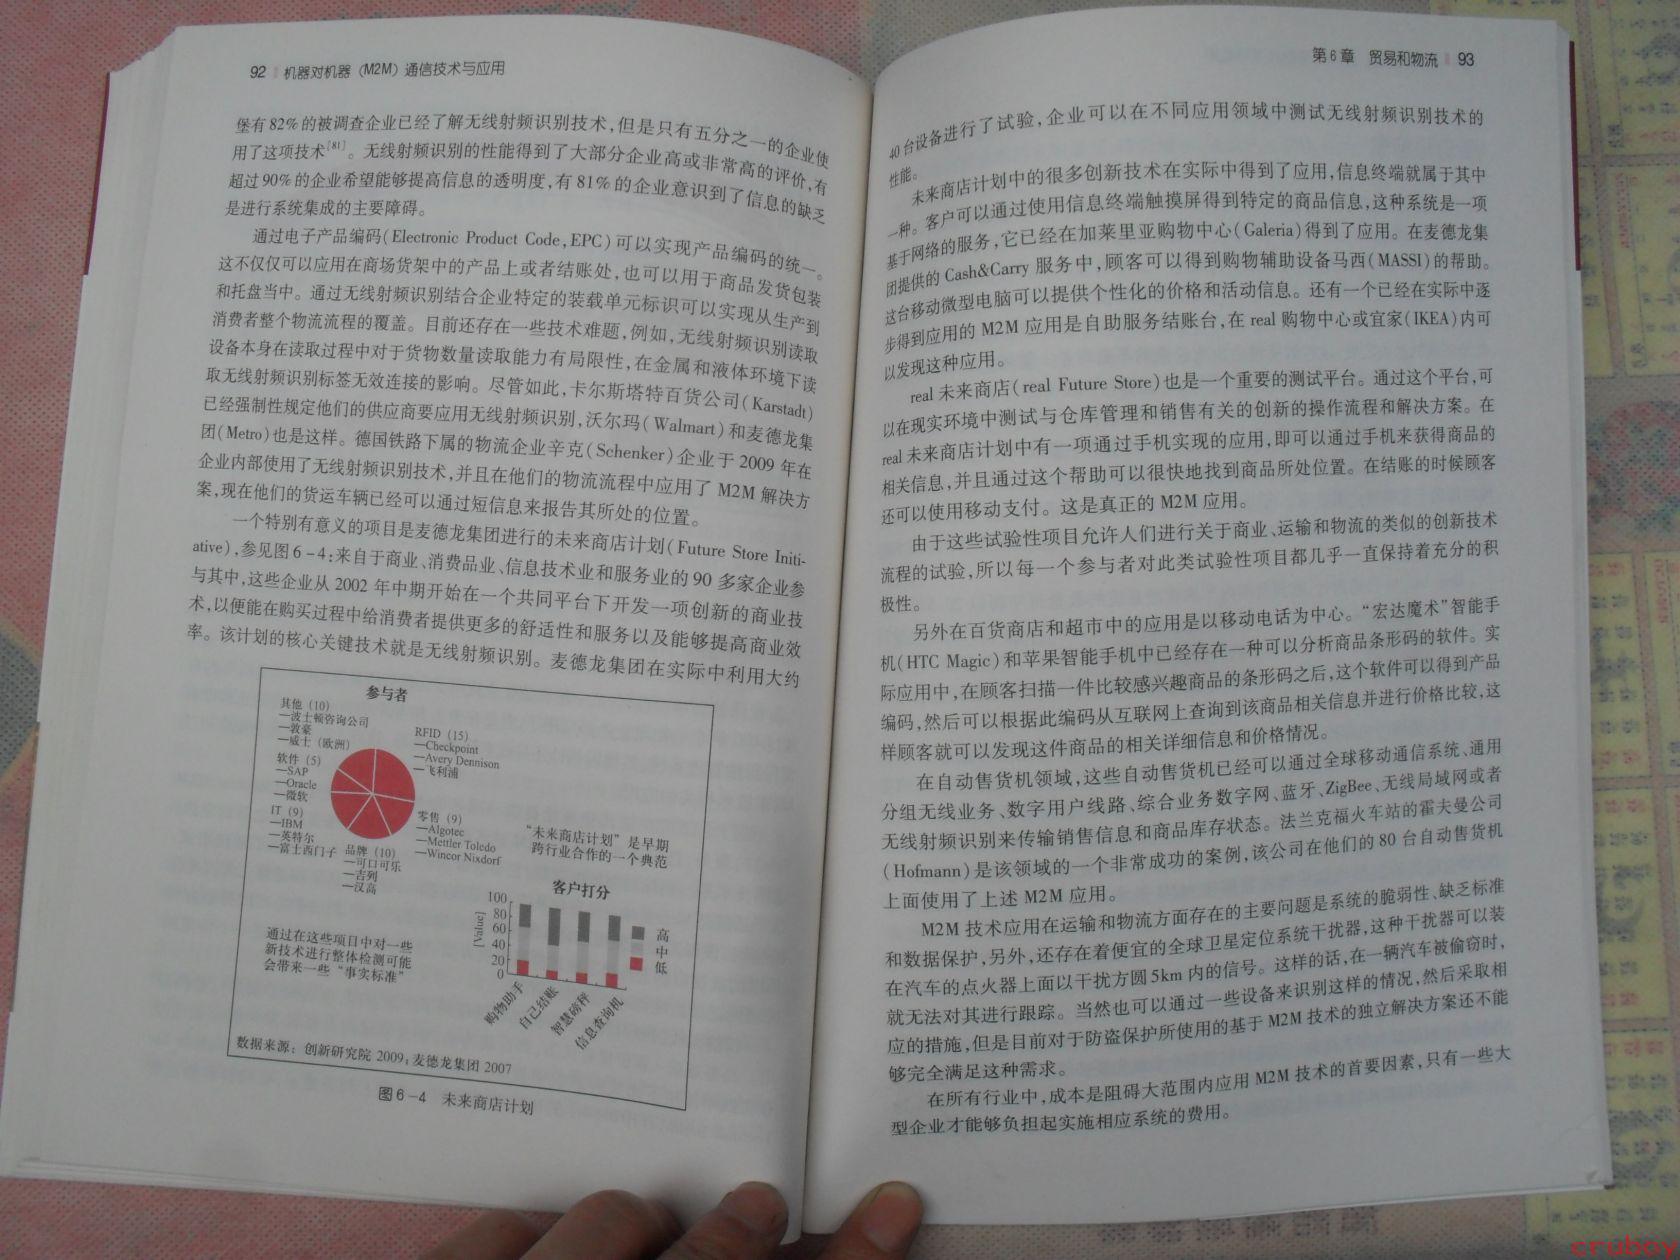 92 机器对机器（M2M）通信技术与应用
堡有82%的被调查企业已经了解无线射频识别技术，但是只有五分之一的企业使
用了这项技术[81]。无线射频识别的性能得到了大部分企业高或非常高的评价，有
超过90%的企业希望能够提高信息的透明度，有81%的企业意识到了信息的缺乏
是进行系统集成的主要障碍。
通过电子产品编码（Electronic Product Code，EPC）可以实现产品编码的统一。
这不仅仅可以应用在商场货架中的产品上或者结账处，也可以用于商品发货包装
和托盘当中。通过无线射频识别结合企业特定的装载单元标识可以实现从生产到
消费者整个物流流程的覆盖。目前还存在一些技术难题，例如，无线射频识别读取
设备本身在读取过程中对于货物数量读取能力有局限性，在金属和液体环境下读
取无线射频识别标签无效连接的影响。尽管如此，卡尔斯塔特百货公司（Karstadt）
已经强制性规定他们的供应商要应用无线射频识别，沃尔玛（Walmart）和麦德龙集
团（Metro）也是这样。德国铁路下属的物流企业辛克（Schenker）企业于2009年在
企业内部使用了无线射频识别技术，并且在他们的物流流程中应用了M2M解决方
案，现在他们的货运车辆已经可以通过短信息来报告其所处的位置。
一个特别有意义的项目是麦德龙集团进行的未来商店计划（Future Store Initi-
ative），参见图6-4：来自于商业、消费品业、信息技术业和服务业的90多家企业参
与其中，这些企业从2002年中期开始在一个共同平台下开发一项创新的商业技
术，以便能在购买过程中给消费者提供更多的舒适性和服务以及能够提高商业效
率。该计划的核心关键技术就是无线射频识别。麦德龙集团在实际中利用大约
参与者
其他（10）
—波士顿咨询公司
—敦豪
—威士（欧洲）
软件（5）
—SAP
—Oracle
—微软
IT（9）
—IBM
—英特尔
—富士西门子
品牌（10）
—可口可乐
—吉列
—汉高
RFID（15）
—Checkpoint
—Avery Dennison
—飞利浦
零售（9）
—Algotec
—Mettler Toledo
—Wincor Nixdorf
“未来商店计划”是早期
跨行业合作的一个典范
客户打分
[Value]
100
80
60
40
20
0
高
中
低
购物助手
自己结账
智慧磅秤
信息查询机
通过在这些项目中对一些
新技术进行整体检测可能
会带来一些“事实标准”
数据来源：创新研究院 2009；麦德龙集团 2007
图6-4 未来商店计划
第6章 贸易和物流 93
40台设备进行了试验，企业可以在不同应用领域中测试无线射频识别技术的
性能。
未来商店计划中的很多创新技术在实际中得到了应用，信息终端就属于其中
一种。客户可以通过使用信息终端触摸屏得到特定的商品信息，这种系统是一项
基于网络的服务，它已经在加莱里亚购物中心（Galeria）得到了应用。在麦德龙集
团提供的Cash&Carry服务中，顾客可以得到购物辅助设备马西（MASSI）的帮助。
这台移动微型电脑可以提供个性化的价格和活动信息。还有一个已经在实际中逐
步得到应用的M2M应用是自助服务结账台，在real购物中心或宜家（IKEA）内可
以发现这种应用。
real未来商店（real Future Store）也是一个重要的测试平台。通过这个平台，可
以在现实环境中测试与仓库管理和销售有关的创新的操作流程和解决方案。在
real未来商店计划中有一项通过手机实现的应用，即可以通过手机来获得商品的
相关信息，并且通过这个帮助可以很快地找到商品所处位置。在结账的时候顾客
还可以使用移动支付。这是真正的M2M应用。
由于这些试验性项目允许人们进行关于商业、运输和物流的类似的创新技术
流程的试验，所以每一个参与者对此类试验性项目都几乎一直保持着充分的积
极性。
另外在百货商店和超市中的应用是以移动电话为中心。“宏达魔术”智能手
机（HTC Magic）和苹果智能手机中已经存在一种可以分析商品条形码的软件。实
际应用中，在顾客扫描一件比较感兴趣商品的条形码之后，这个软件可以得到产品
编码，然后可以根据此编码从互联网上查询到该商品相关信息并进行价格比较，这
样顾客就可以发现这件商品的相关详细信息和价格情况。
在自动售货机领域，这些自动售货机已经可以通过全球移动通信系统、通用
分组无线业务、数字用户线路、综合业务数字网、蓝牙、ZigBee、无线局域网或者
无线射频识别来传输销售信息和商品库存状态。法兰克福火车站的霍夫曼公司
（Hofmann）是该领域的一个非常成功的案例，该公司在他们的80台自动售货机
上面使用了上述M2M应用。
M2M技术应用在运输和物流方面存在的主要问题是系统的脆弱性、缺乏标准
和数据保护，另外，还存在着便宜的全球卫星定位系统干扰器，这种干扰器可以装
在汽车的点火器上面以干扰方圆5km内的信号。这样的话，在一辆汽车被偷窃时，
就无法对其进行跟踪。当然也可以通过一些设备来识别这样的情况，然后采取相
应的措施，但是目前对于防盗保护所使用的基于M2M技术的独立解决方案还不能
够完全满足这种需求。
在所有行业中，成本是阻碍大范围内应用M2M技术的首要因素，只有一些大
型企业才能够负担起实施相应系统的费用。
cruboy